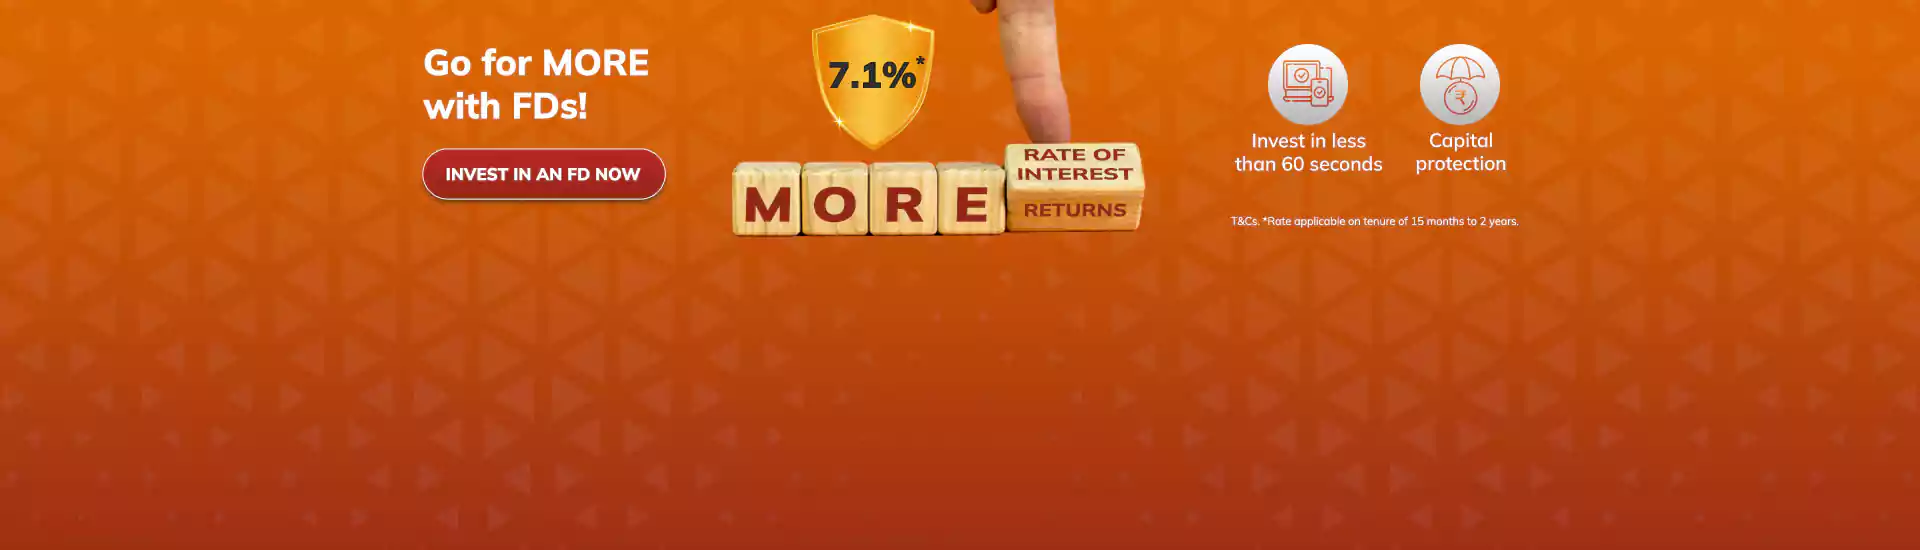 Go for MORE
with FDs!
INVEST IN AN FD NOW
7.1%*
MORE
RATE OF
INTEREST
RETURNS
₹
Invest in less
than 60 seconds
Capital
protection
T&Cs. *Rate applicable on tenure of 15 months to 2 years.